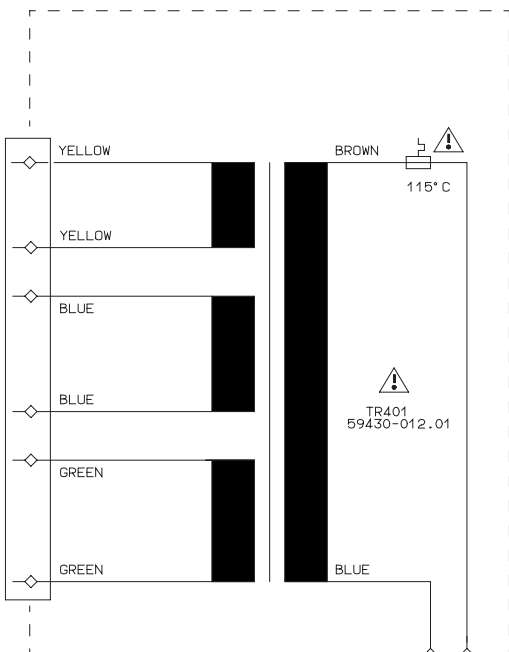 YELLOW
BROWN
115°C
YELLOW
BLUE
BLUE
TR401
59430-012.01
GREEN
GREEN
BLUE